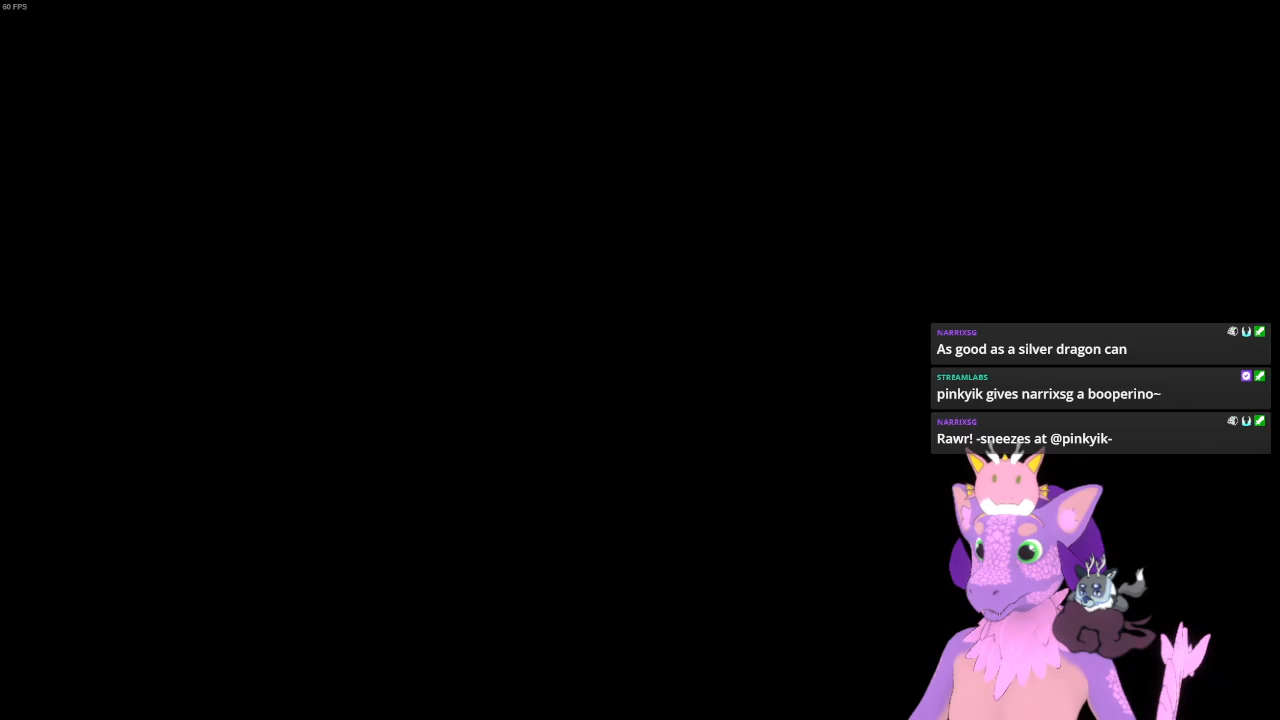 60 FPS
NARRIXSG
As good as a silver dragon can
STREAMLABS
pinkyik gives narrixsg a booperino~
NARRIXSG
Rawr! -sneezes at @pinkyik-